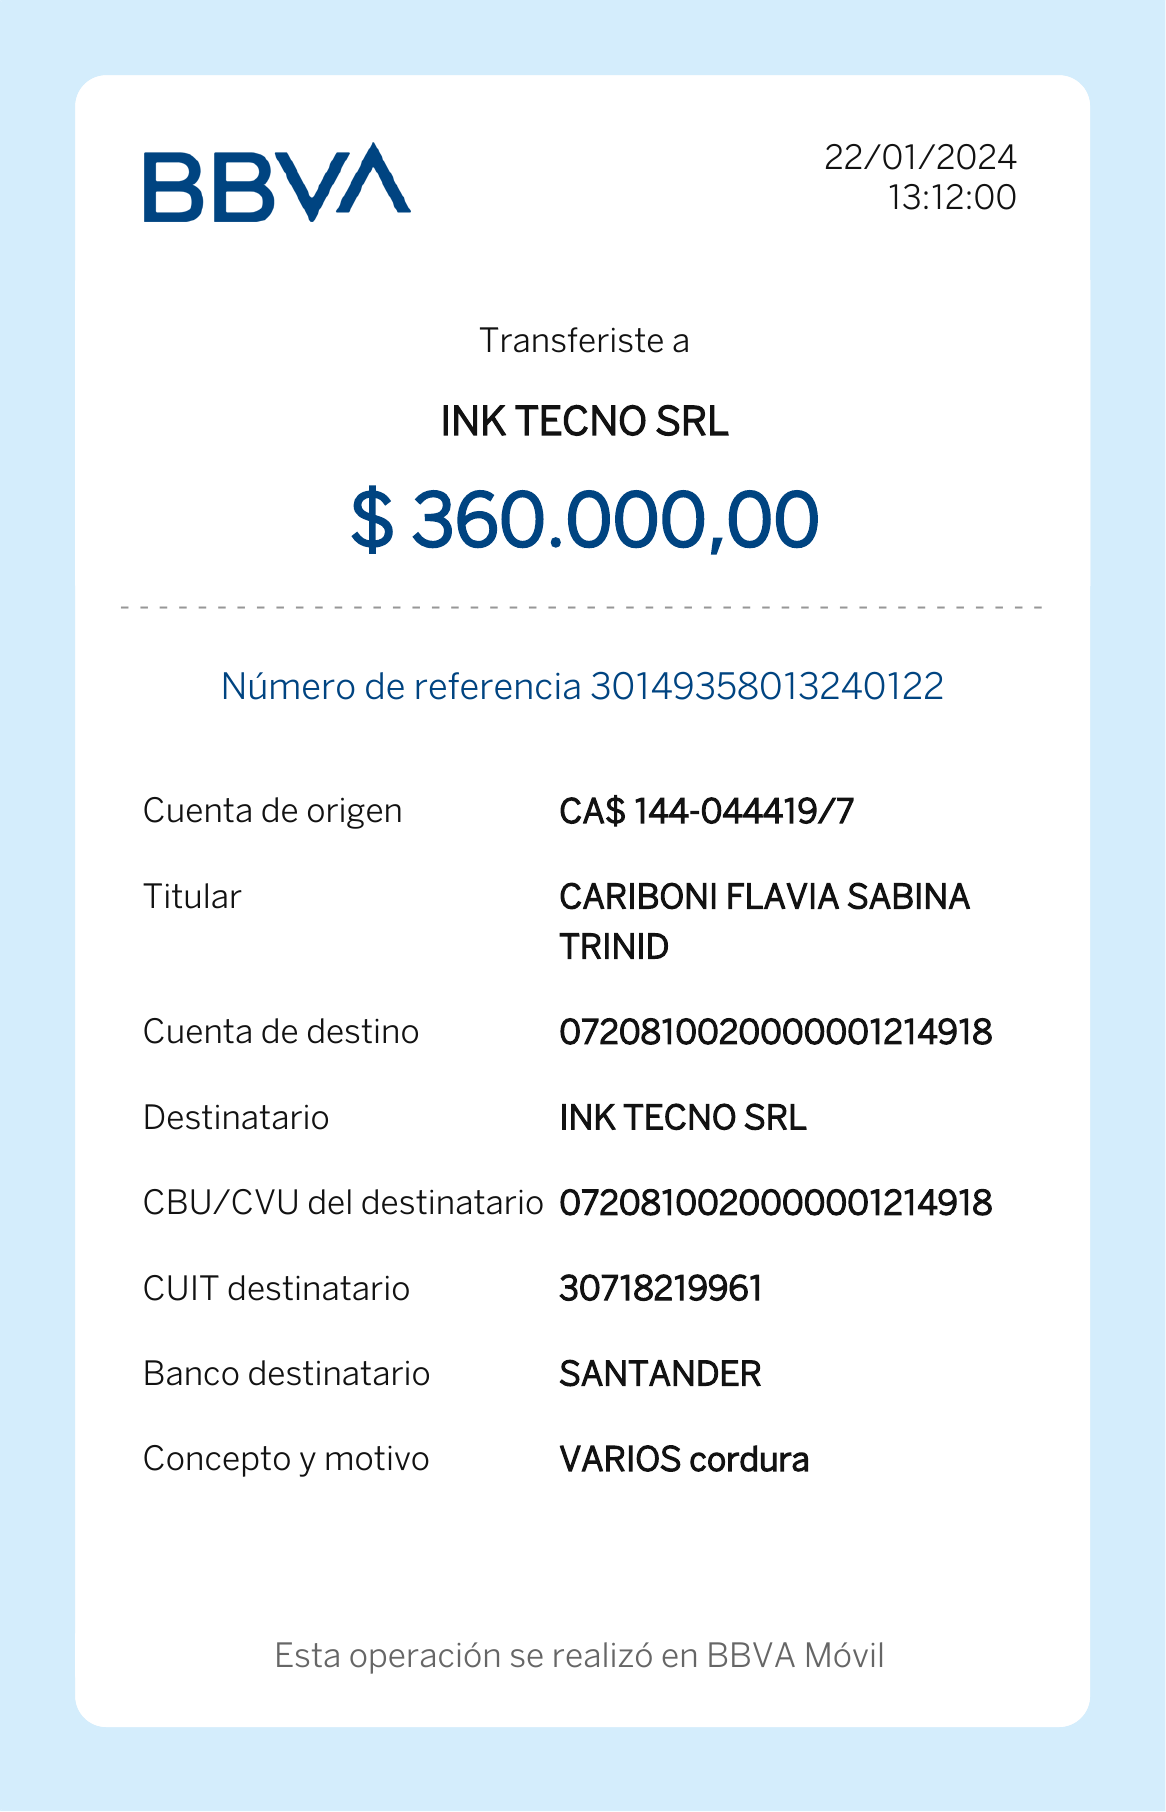 BBVA
22/01/2024
13:12:00
Transferiste a
INK TECNO SRL
$ 360.000,00
Número de referencia 30149358013240122
Cuenta de origen CA$ 144-044419/7
Titular CARIBONI FLAVIA SABINA
TRINID
Cuenta de destino 0720810020000001214918
Destinatario INK TECNO SRL
CBU/CVU del destinatario 0720810020000001214918
CUIT destinatario 30718219961
Banco destinatario SANTANDER
Concepto y motivo VARIOS cordura
Esta operación se realizó en BBVA Móvil